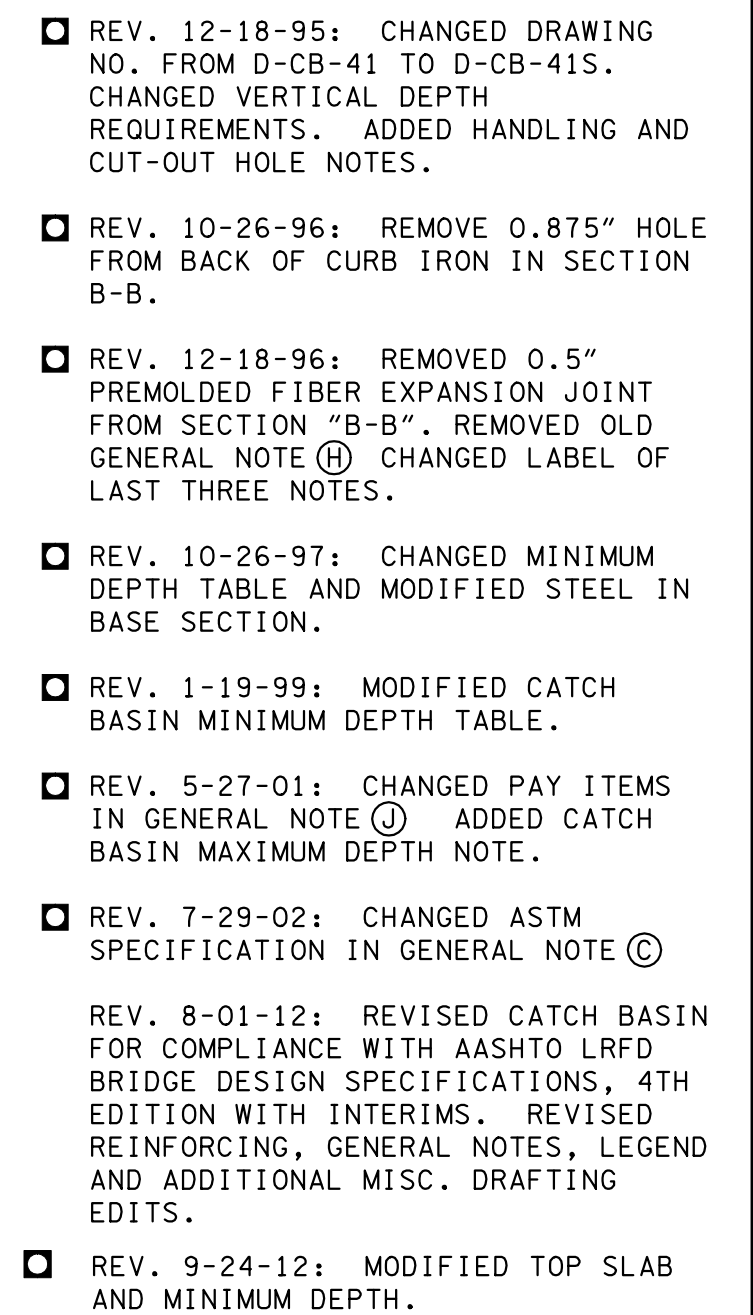 REV. 12-18-95: CHANGED DRAWING
NO. FROM D-CB-41 TO D-CB-41S.
CHANGED VERTICAL DEPTH
REQUIREMENTS. ADDED HANDLING AND
CUT-OUT HOLE NOTES.
REV. 10-26-96: REMOVE 0.875" HOLE
FROM BACK OF CURB IRON IN SECTION
B-B.
REV. 12-18-96: REMOVED 0.5"
PREMOLDED FIBER EXPANSION JOINT
FROM SECTION "B-B". REMOVED OLD
GENERAL NOTE Ⓗ CHANGED LABEL OF
LAST THREE NOTES.
REV. 10-26-97: CHANGED MINIMUM
DEPTH TABLE AND MODIFIED STEEL IN
BASE SECTION.
REV. 1-19-99: MODIFIED CATCH
BASIN MINIMUM DEPTH TABLE.
REV. 5-27-01: CHANGED PAY ITEMS
IN GENERAL NOTE Ⓙ ADDED CATCH
BASIN MAXIMUM DEPTH NOTE.
REV. 7-29-02: CHANGED ASTM
SPECIFICATION IN GENERAL NOTE Ⓒ
REV. 8-01-12: REVISED CATCH BASIN
FOR COMPLIANCE WITH AASHTO LRFD
BRIDGE DESIGN SPECIFICATIONS, 4TH
EDITION WITH INTERIMS. REVISED
REINFORCING, GENERAL NOTES, LEGEND
AND ADDITIONAL MISC. DRAFTING
EDITS.
REV. 9-24-12: MODIFIED TOP SLAB
AND MINIMUM DEPTH.